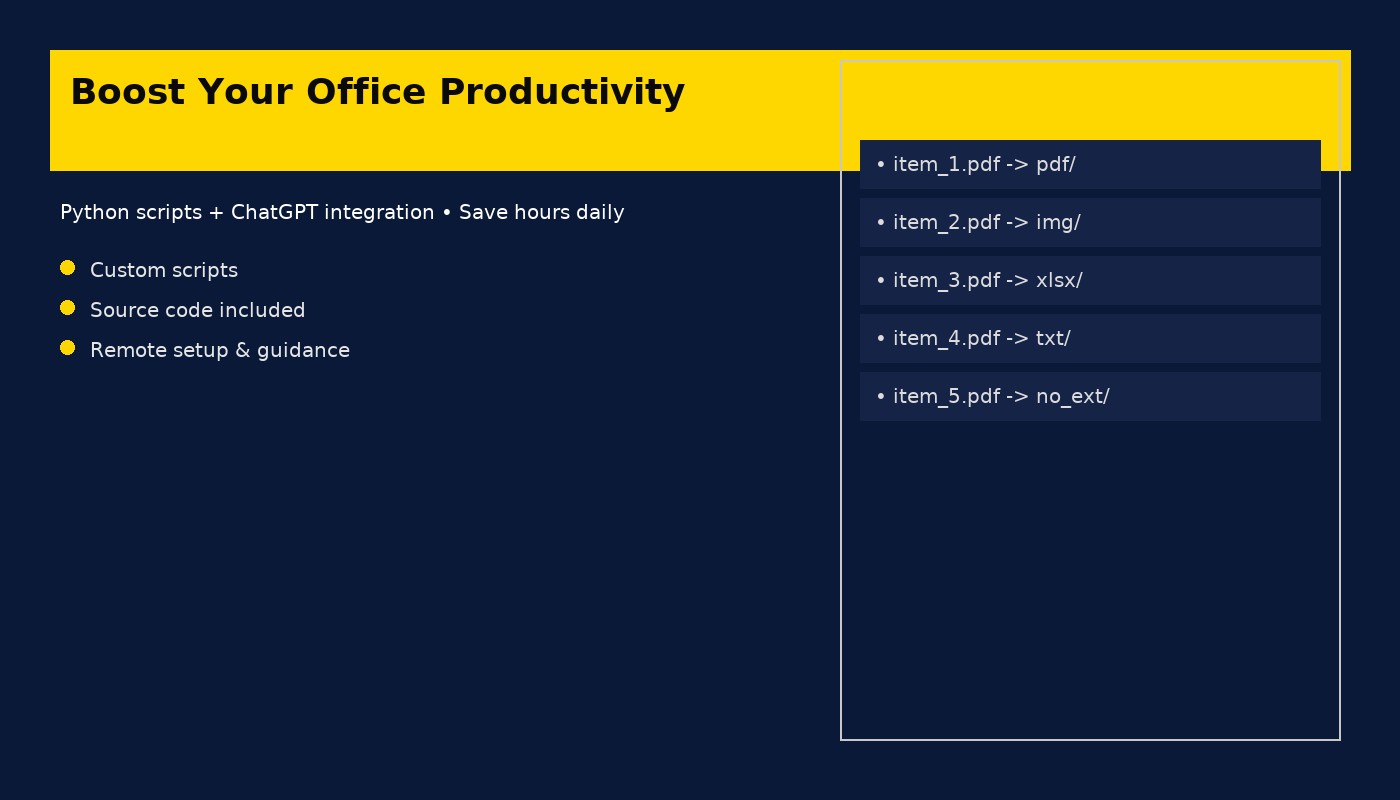 Boost Your Office Productivity
Python scripts + ChatGPT integration • Save hours daily
Custom scripts
Source code included
Remote setup & guidance
• item_1.pdf -> pdf/
• item_2.pdf -> img/
• item_3.pdf -> xlsx/
• item_4.pdf -> txt/
• item_5.pdf -> no_ext/